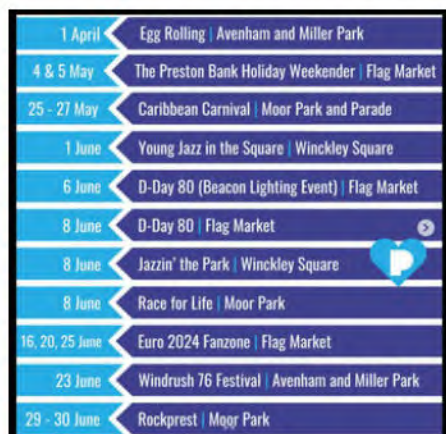 1 April Egg Rolling | Avenham and Miller Park
4 & 5 May The Preston Bank Holiday Weekender | Flag Market
25 - 27 May Caribbean Carnival | Moor Park and Parade
1 June Young Jazz in the Square | Winckley Square
6 June D-Day 80 (Beacon Lighting Event) | Flag Market
8 June D-Day 80 | Flag Market
8 June Jazzin' the Park | Winckley Square
P
8 June Race for Life | Moor Park
16, 20, 25 June Euro 2024 Fanzone | Flag Market
23 June Windrush 76 Festival | Avenham and Miller Park
29 - 30 June Rockprest | Moor Park